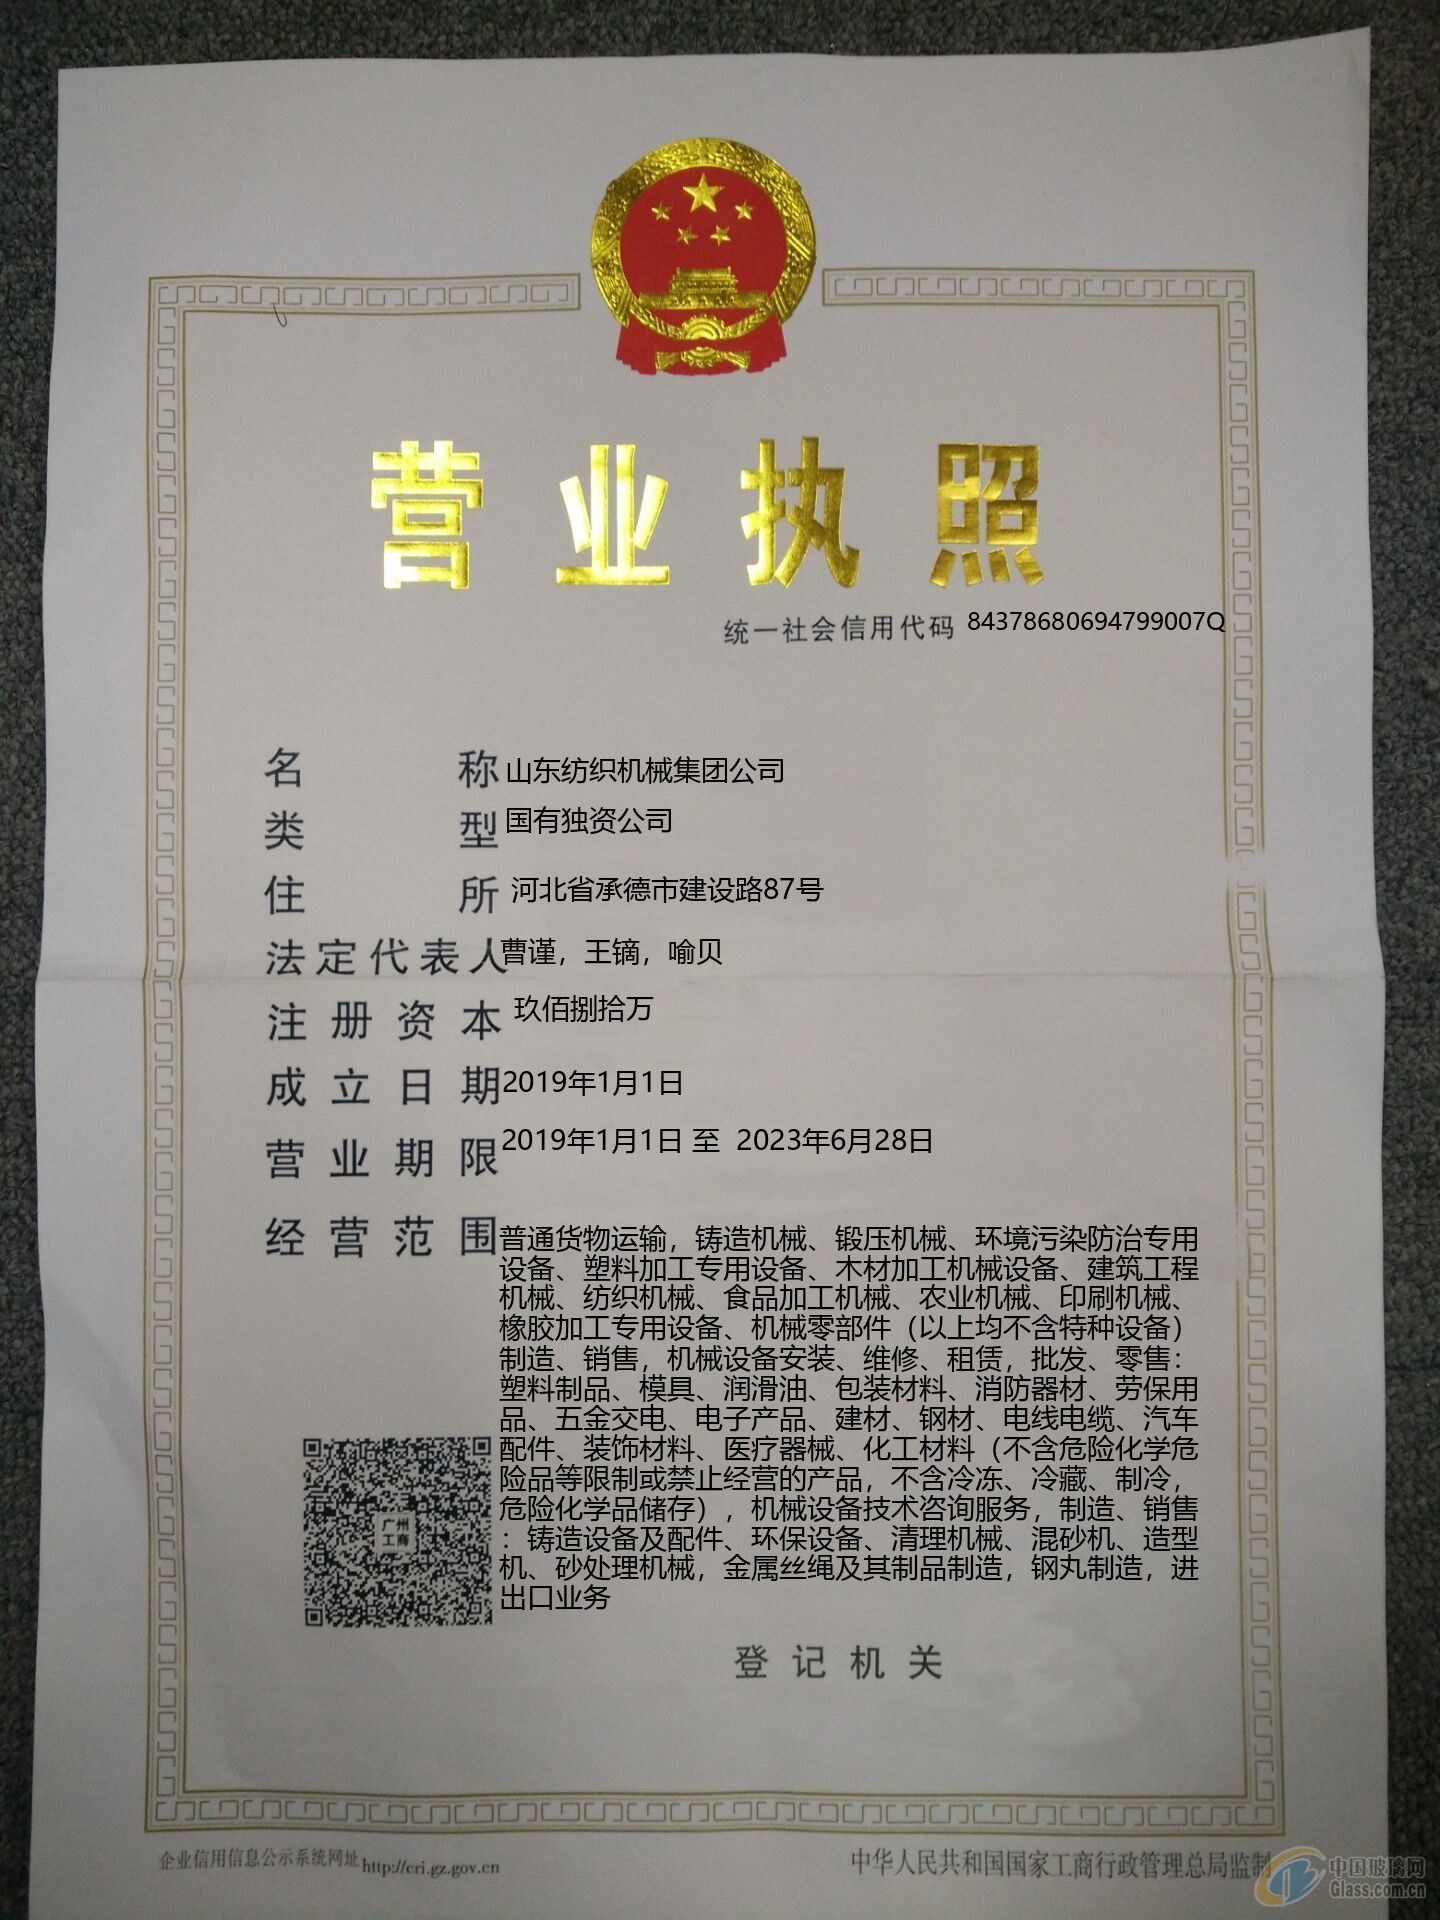 营业执照
统一社会信用代码 84378680694799007Q
名称 山东纺织机械集团公司
类型 国有独资公司
住所 河北省承德市建设路87号
法定代表人 曹谨，王镝，喻贝
注册资本 玖佰捌拾万
成立日期 2019年1月1日
营业期限 2019年1月1日 至 2023年6月28日
经营范围 普通货物运输，铸造机械、锻压机械、环境污染防治专用
设备、塑料加工专用设备、木材加工机械设备、建筑工程
机械、纺织机械、食品加工机械、农业机械、印刷机械、
橡胶加工专用设备、机械零部件（以上均不含特种设备）
制造、销售，机械设备安装、维修、租赁，批发、零售：
塑料制品、模具、润滑油、包装材料、消防器材、劳保用
品、五金交电、电子产品、建材、钢材、电线电缆、汽车
配件、装饰材料、医疗器械、化工材料（不含危险化学危
险品等限制或禁止经营的产品，不含冷冻、冷藏、制冷，
危险化学品储存），机械设备技术咨询服务，制造、销售
：铸造设备及配件、环保设备、清理机械、混砂机、造型
机、砂处理机械，金属丝绳及其制品制造，钢丸制造，进
出口业务
广州
工商
登记机关
企业信用信息公示系统网址 http://cri.gz.gov.cn
中华人民共和国国家工商行政管理总局监制
中国玻璃网
Glass.com.cn